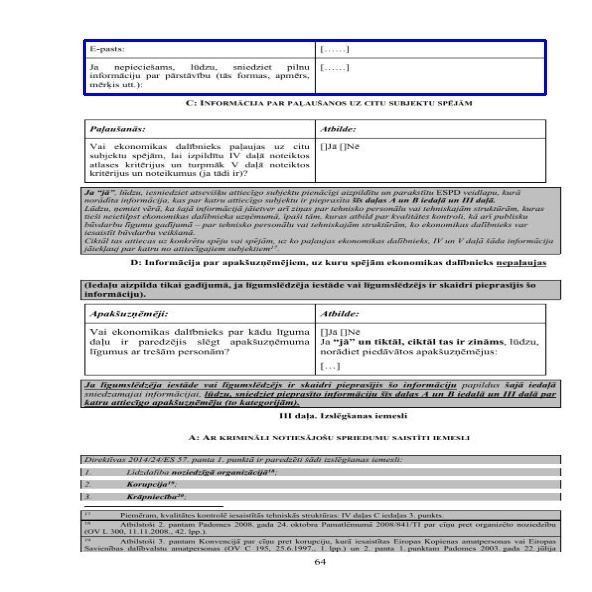 E-pasts: [……]
Ja nepieciešams, lūdzu, sniedziet pilnu [……]
informāciju par pārstāvību (tās formas, apmērs,
mērķis utt.):
C: INFORMĀCIJA PAR PAĻAUŠANOS UZ CITU SUBJEKTU SPĒJĀM
Paļaušanās: Atbilde:
Vai ekonomikas dalībnieks paļaujas uz citu []Jā []Nē
subjektu spējām, lai izpildītu IV daļā noteiktos
atlases kritērijus un turpmāk V daļā noteiktos
kritērijus un noteikumus (ja tādi ir)?
Ja “jā”, lūdzu, iesniedziet atsevišķu attiecīgo subjektu pienācīgi aizpildītu un parakstītu ESPD veidlapu, kurā
norādīta informācija, kas par katru attiecīgo subjektu ir pieprasīta šīs daļas A un B iedaļā un III daļā.
Lūdzu, ņemiet vērā, ka šajā informācijā jāietver arī ziņas par tehnisko personālu vai tehniskajām struktūrām, kuras
tieši neietilpst ekonomikas dalībnieka uzņēmumā, īpaši tām, kuras atbild par kvalitātes kontroli, kā arī publisku
būvdarbu līgumu gadījumā – par tehnisko personālu vai tehniskajām struktūrām, ko ekonomikas dalībnieks var
iesaistīt būvdarbu veikšanā.
Ciktāl tas attiecas uz konkrētu spēju vai spējām, uz ko paļaujas ekonomikas dalībnieks, IV un V daļā šāda informācija
jāiekļauj par katru no attiecīgajiem subjektiem17.
D: Informācija par apakšuzņēmējiem, uz kuru spējām ekonomikas dalībnieks nepaļaujas
(Iedaļu aizpilda tikai gadījumā, ja līgumslēdzēja iestāde vai līgumslēdzējs ir skaidri pieprasījis šo
informāciju).
Apakšuzņēmēji: Atbilde:
Vai ekonomikas dalībnieks par kādu līguma []Jā []Nē
daļu ir paredzējis slēgt apakšuzņēmuma Ja “jā” un tiktāl, ciktāl tas ir zināms, lūdzu,
līgumus ar trešām personām? norādiet piedāvātos apakšuzņēmējus:
[…]
Ja līgumslēdzēja iestāde vai līgumslēdzējs ir skaidri pieprasījis šo informāciju papildus šajā iedaļā
sniedzamajai informācijai, lūdzu, sniedziet pieprasīto informāciju šīs daļas A un B iedaļā un III daļā par
katru attiecīgo apakšuzņēmēju (to kategorijām).
III daļa. Izslēgšanas iemesli
A: AR KRIMINĀLI NOTIESĀJOŠU SPRIEDUMU SAISTĪTI IEMESLI
Direktīvas 2014/24/ES 57. panta 1. punktā ir paredzēti šādi izslēgšanas iemesli:
1. Līdzdalība noziedzīgā organizācijā18;
2. Korupcija19;
3. Krāpniecība20;
17 Piemēram, kvalitātes kontrolē iesaistītās tehniskās struktūras: IV daļas C iedaļas 3. punkts.
18 Atbilstoši 2. pantam Padomes 2008. gada 24. oktobra Pamatlēmumā 2008/841/TI par cīņu pret organizēto noziedzību
(OV L 300, 11.11.2008., 42. lpp.).
19 Atbilstoši 3. pantam Konvencijā par cīņu pret korupciju, kurā iesaistītas Eiropas Kopienas amatpersonas vai Eiropas
Savienības dalībvalstu amatpersonas (OV C 195, 25.6.1997., 1. lpp.) un 2. panta 1. punktam Padomes 2003. gada 22. jūlija
64